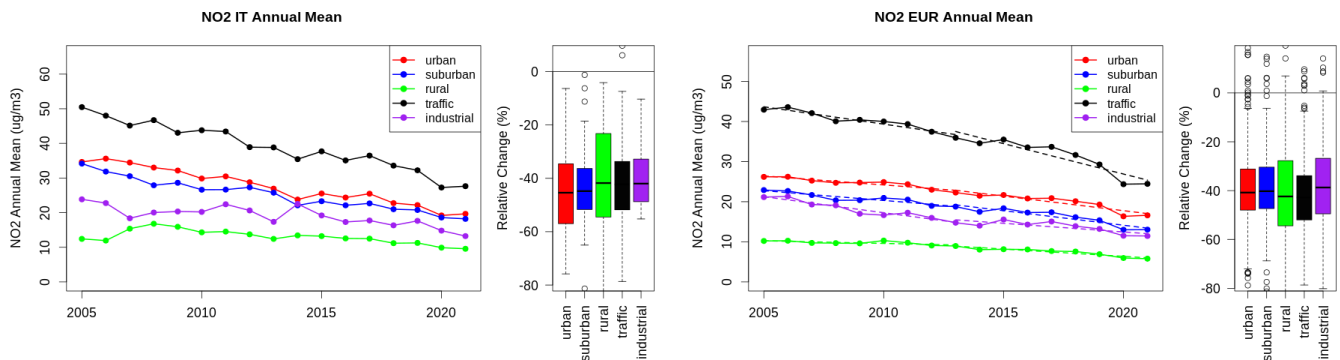 NO2 IT Annual Mean
NO2 Annual Mean (ug/m3)
60
50
40
30
20
10
0
2005
2010
2015
2020
urban
suburban
rural
traffic
industrial
Relative Change (%)
0
-20
-40
-60
-80
urban
suburban
rural
traffic
industrial
NO2 EUR Annual Mean
NO2 Annual Mean (ug/m3)
50
40
30
20
10
0
2005
2010
2015
2020
urban
suburban
rural
traffic
industrial
Relative Change (%)
0
-20
-40
-60
-80
urban
suburban
rural
traffic
industrial